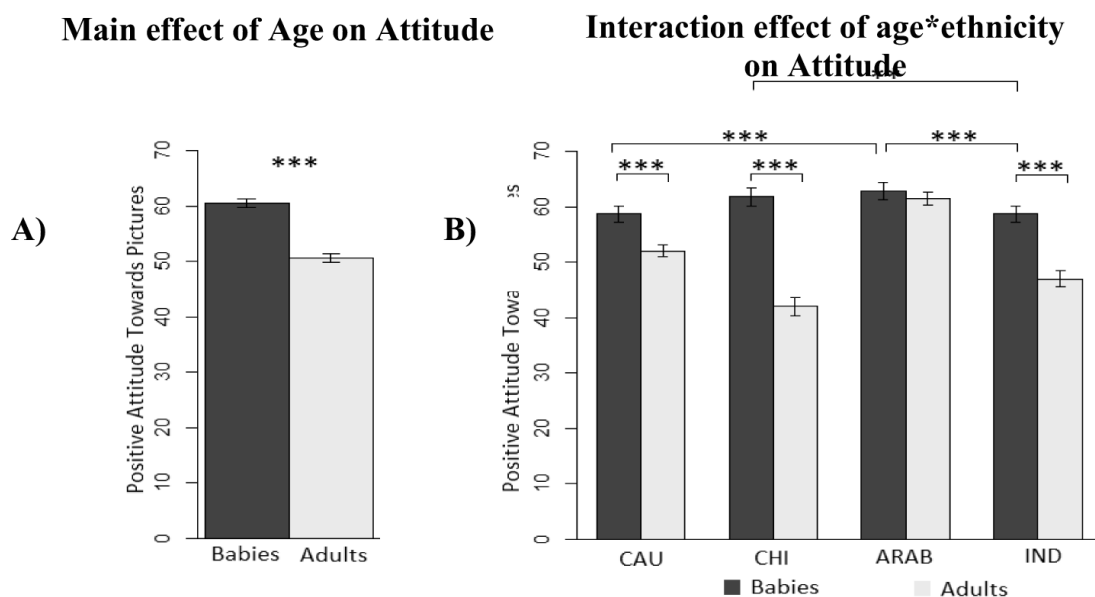 Main effect of Age on Attitude
Interaction effect of age*ethnicity
on Attitude
A)
Positive Attitude Towards Pictures
0
10
20
30
40
50
60
70
***
Babies
Adults
B)
Positive Attitude Towa
es
0
10
20
30
40
50
60
70
**
***
***
***
***
***
CAU
CHI
ARAB
IND
Babies
Adults